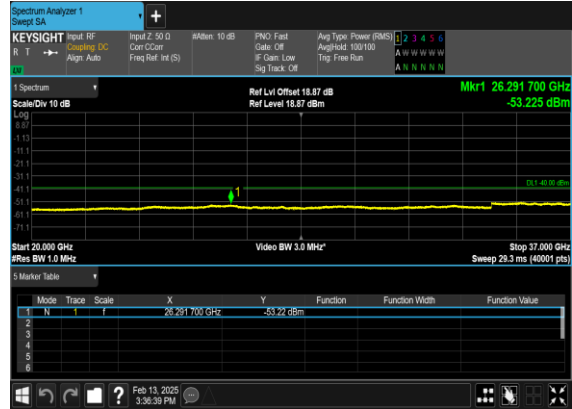 Spectrum Analyzer 1
Swept SA
+
KEYSIGHT Input: RF Input Z: 50 Ω #Atten: 10 dB PNO: Fast Avg Type: Power (RMS) 1 2 3 4 5 6
R T Coupling: DC Corr CCorr Gate: Off Avg|Hold: 100/100 A W W W W W
Align: Auto Freq Ref: Int (S) IF Gain: Low Trig: Free Run
Sig Track: Off A N N N N N
1 Spectrum Ref Lvl Offset 18.87 dB Mkr1 26.291 700 GHz
Scale/Div 10 dB Ref Level 18.87 dBm -53.225 dBm
Log
8.87
-1.13
-11.1
-21.1
-31.1
DL1 -40.00 dBm
-41.1
1
-51.1
-61.1
-71.1
Start 20.000 GHz Video BW 3.0 MHz* Stop 37.000 GHz
#Res BW 1.0 MHz Sweep 29.3 ms (40001 pts)
5 Marker Table
Mode Trace Scale X Y Function Function Width Function Value
1 N 1 f 26.291 700 GHz -53.22 dBm
2
3
4
5
6
? Feb 13, 2025
3:36:39 PM